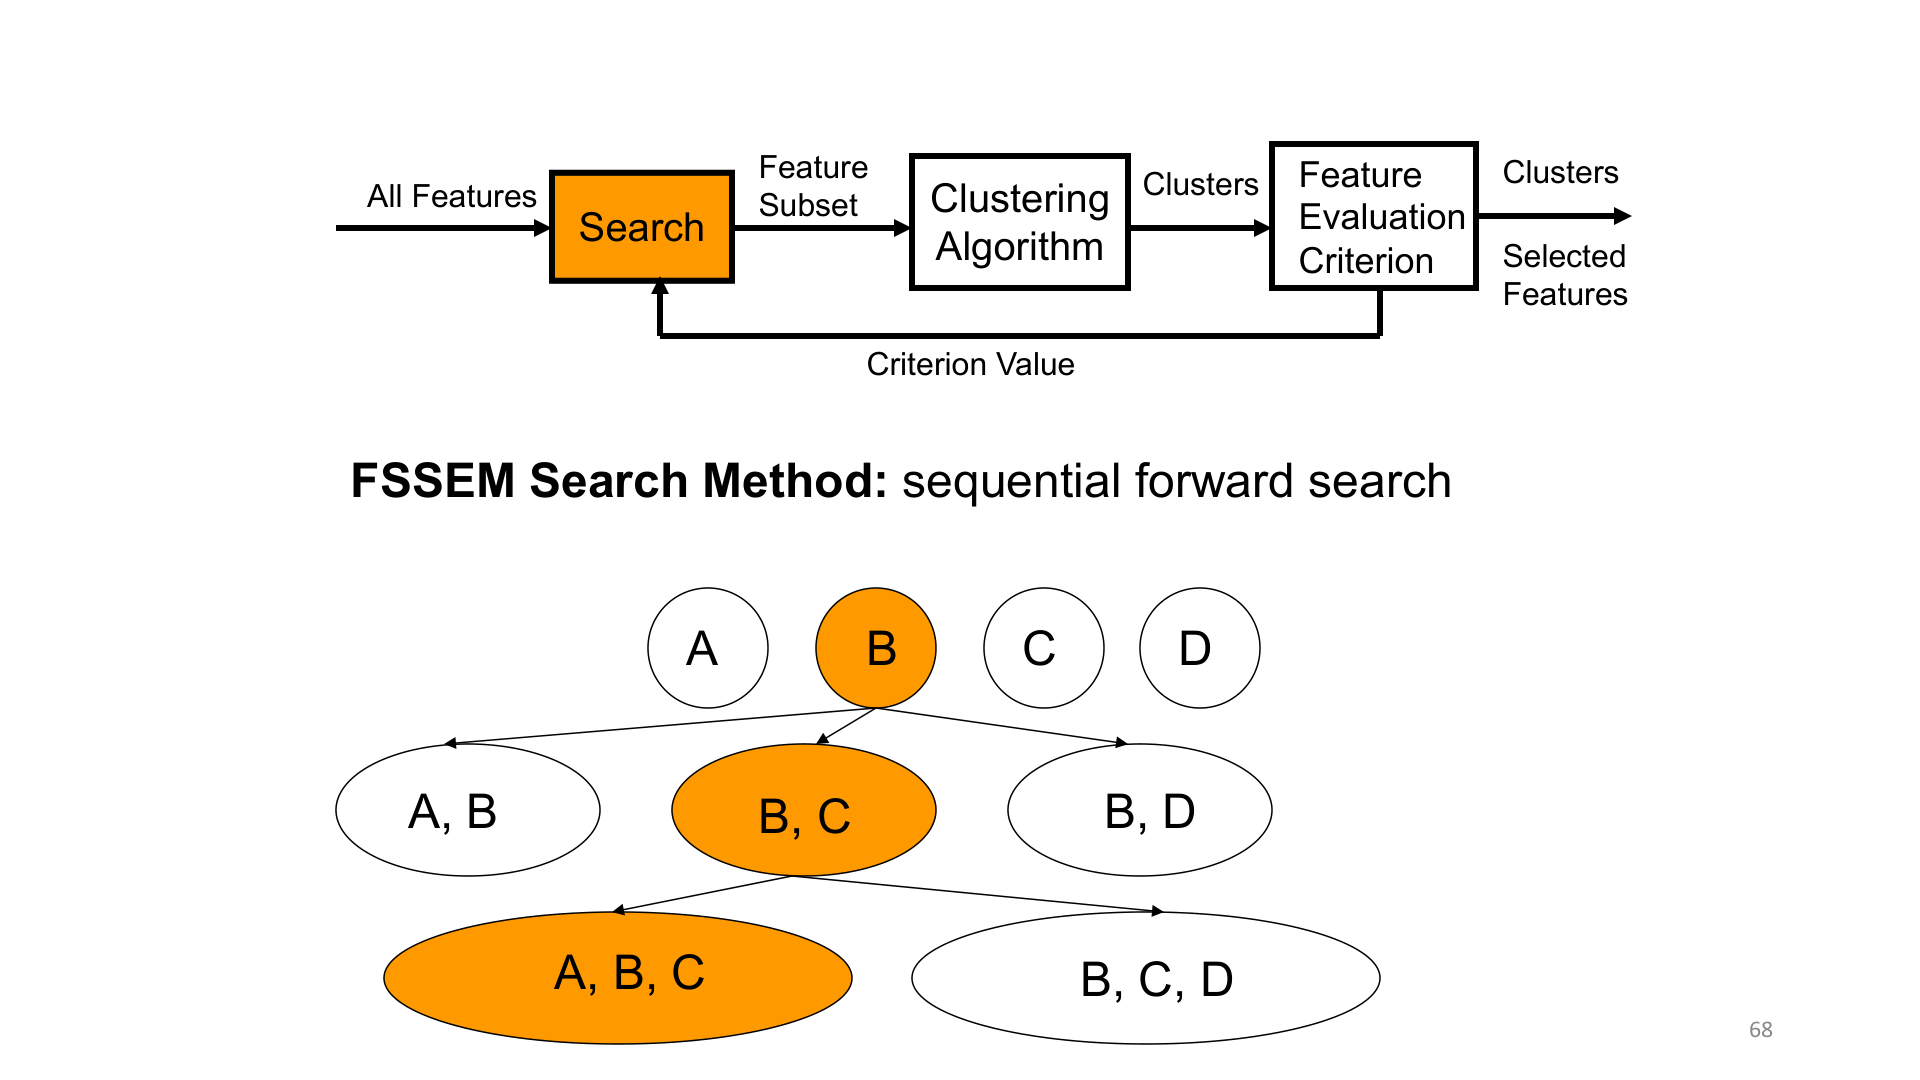 All Features
Search
Feature
Subset
Clustering
Algorithm
Clusters
Feature
Evaluation
Criterion
Clusters
Selected
Features
Criterion Value
FSSEM Search Method: sequential forward search
A
B
C
D
A, B
B, C
B, D
A, B, C
B, C, D
68